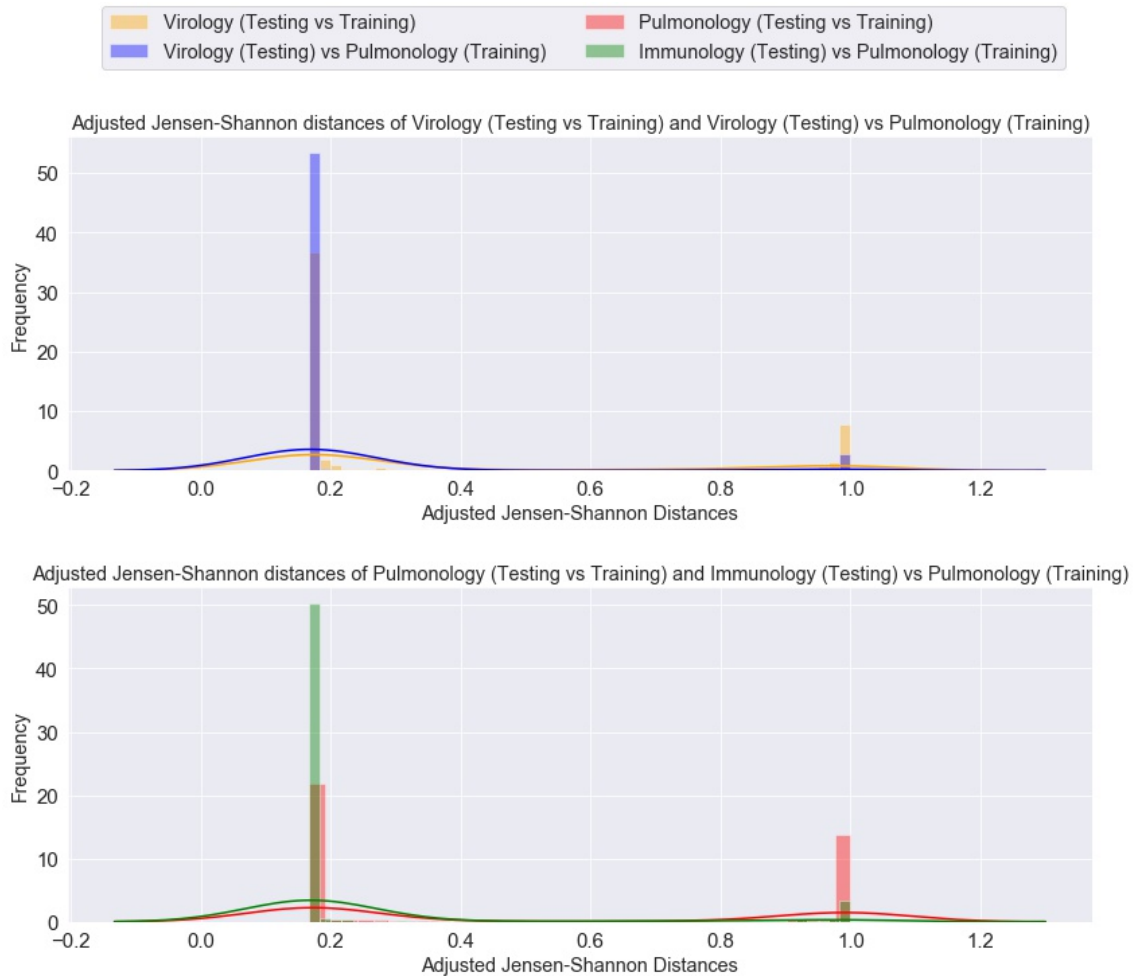 Virology (Testing vs Training)
Pulmonology (Testing vs Training)
Virology (Testing) vs Pulmonology (Training)
Immunology (Testing) vs Pulmonology (Training)
Adjusted Jensen-Shannon distances of Virology (Testing vs Training) and Virology (Testing) vs Pulmonology (Training)
50
40
30
20
10
0
Frequency
−0.2 0.0 0.2 0.4 0.6 0.8 1.0 1.2
Adjusted Jensen-Shannon Distances
Adjusted Jensen-Shannon distances of Pulmonology (Testing vs Training) and Immunology (Testing) vs Pulmonology (Training)
50
40
30
20
10
0
Frequency
−0.2 0.0 0.2 0.4 0.6 0.8 1.0 1.2
Adjusted Jensen-Shannon Distances